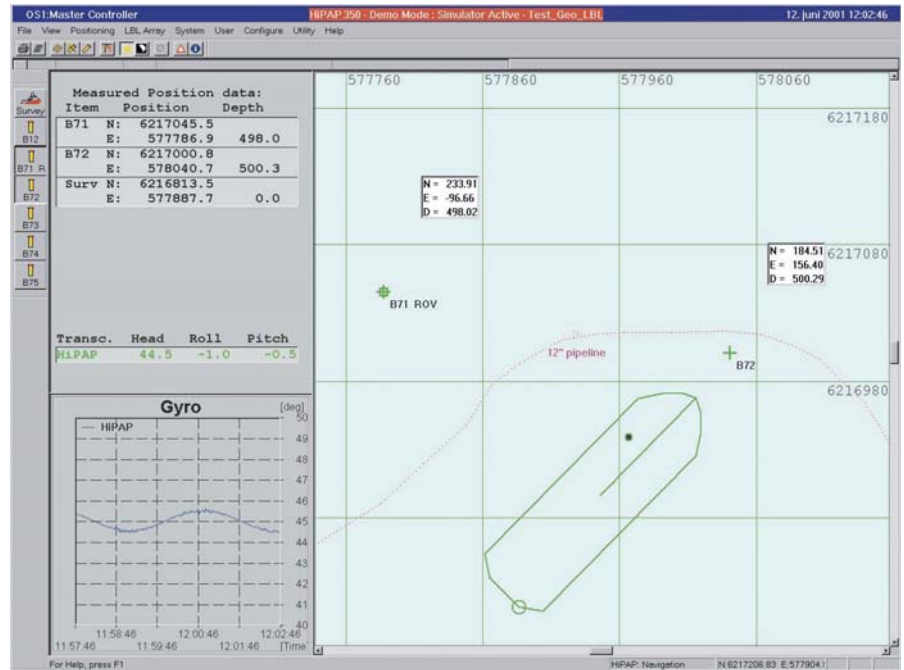 OS1:Master Controller HiPAP 350 - Demo Mode : Simulator Active - Test_Geo_LBL 12. juni 2001 12:02:46
File View Positioning LBL Array System User Configure Utility Help
Survey
B12
B71 R
B72
B73
B74
B75
Measured Position data:
Item Position Depth
B71 N: 6217045.5
E: 577786.9 498.0
B72 N: 6217000.8
E: 578040.7 500.3
Surv N: 6216813.5
E: 577887.7 0.0
Transc. Head Roll Pitch
HiPAP 44.5 -1.0 -0.5
Gyro [deg]
HiPAP
50
49
48
47
46
45
44
43
42
41
40
11:58:46 12:00:46 12:02:46
11:57:46 11:59:46 12:01:46 [Time]
577760 577860 577960 578060
6217180
N = 233.91
E = -96.66
D = 498.02
N = 184.51
E = 156.40
D = 500.29
6217080
B71 ROV
12" pipeline
B72
6216980
For Help, press F1 HiPAP: Navigation N:6217206.83 E:577904.